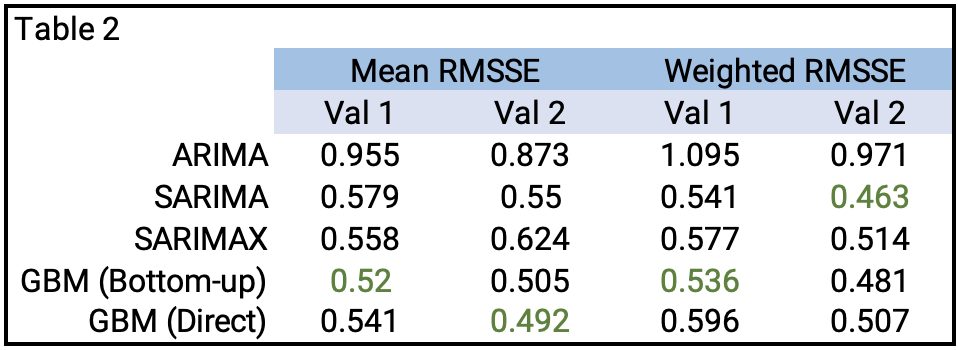 Table 2
Mean RMSSE Weighted RMSSE
Val 1 Val 2 Val 1 Val 2
ARIMA 0.955 0.873 1.095 0.971
SARIMA 0.579 0.55 0.541 0.463
SARIMAX 0.558 0.624 0.577 0.514
GBM (Bottom-up) 0.52 0.505 0.536 0.481
GBM (Direct) 0.541 0.492 0.596 0.507